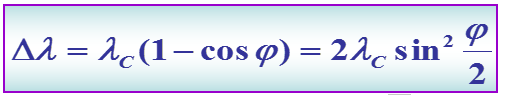 Δλ = λ_C (1 − cos φ) = 2λ_C sin² φ/2